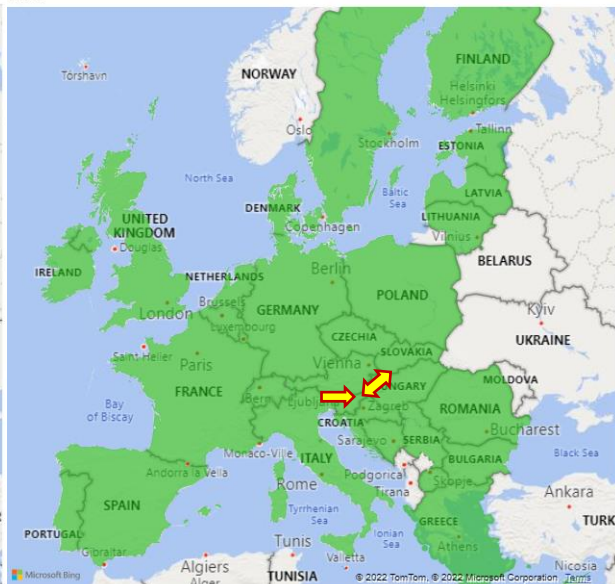 FINLAND
Tórshavn
NORWAY
Helsinki
Helsingfors
Oslo
Tallinn
Stockholm
ESTONIA
North Sea
Baltic
Sea
LATVIA
DENMARK
LITHUANIA
UNITED
KINGDOM
Copenhagen
Vilnius
Douglas
BELARUS
IRELAND
NETHERLANDS
Berlin
POLAND
London
Brussels
GERMANY
Kyiv
Luxembourg
CZECHIA
UKRAINE
Saint Helier
Paris
Vienna
SLOVAKIA
MOLDOVA
FRANCE
Bern
NGARY
Bay
of Biscay
Ljublja
Zagreb
ROMANIA
CROATIA
Bucharest
Monaco-Ville
ITALY
Sarajevo
SERBIA
Black Sea
Andorra la Vella
BULGARIA
Rome
Podgorica
Skopje
Tirana
Ankara
SPAIN
Tyrrhenian
Sea
TURK
PORTUGAL
Ionian
Sea
GREECE
Athens
Gibraltar
Tunis
Valletta
Algiers
Alger
TUNISIA
Nicosia
Microsoft Bing
© 2022 TomTom, © 2022 Microsoft Corporation Terms